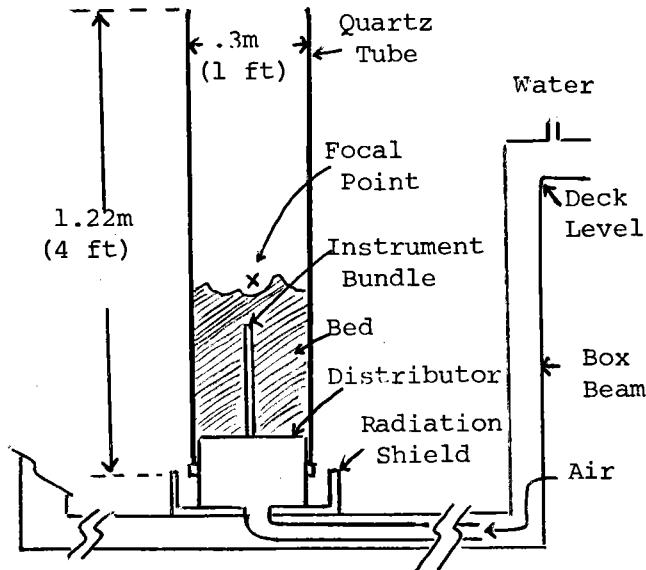 .3m
(1 ft)
Quartz
Tube
Water
Focal
Point
1.22m
(4 ft)
Deck
Level
Instrument
Bundle
x
Bed
Box
Beam
Distributor
Radiation
Shield
Air